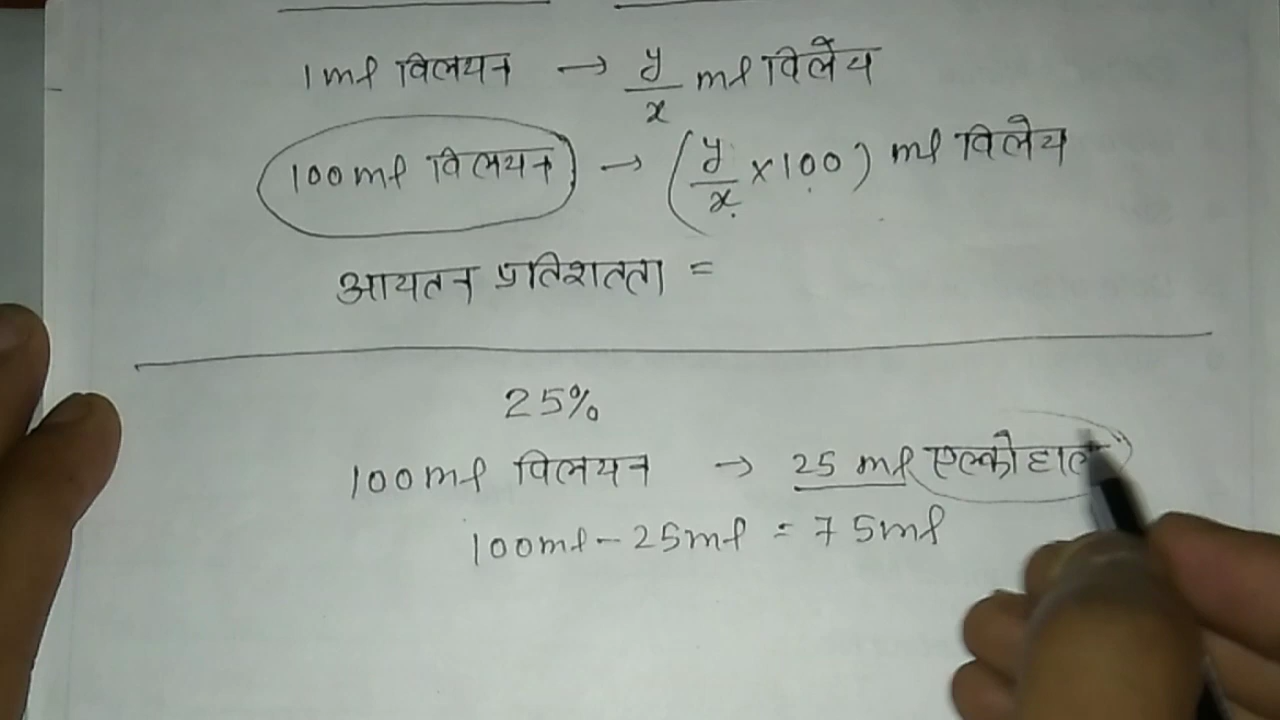 1ml विलयन → y/x ml विलेय
100ml विलयन → (y/x × 100) ml विलेय
आयतन प्रतिशतता =
25%
100ml विलयन → 25 ml एल्कोहाल
100ml - 25ml = 75ml